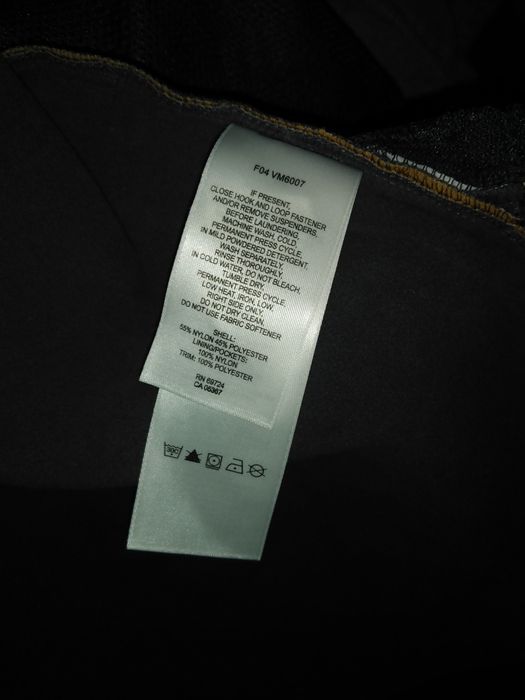 F04 VM6007
IF PRESENT,
CLOSE HOOK AND LOOP FASTENER
AND/OR REMOVE SUSPENDERS,
BEFORE LAUNDERING.
MACHINE WASH, COLD,
PERMANENT PRESS CYCLE.
IN MILD POWDERED DETERGENT.
WASH SEPARATELY.
RINSE THOROUGHLY.
IN COLD WATER, DO NOT BLEACH.
TUMBLE DRY.
PERMANENT PRESS CYCLE.
LOW HEAT, IRON, LOW.
RIGHT SIDE ONLY.
DO NOT DRY CLEAN.
DO NOT USE FABRIC SOFTENER
SHELL:
55% NYLON 45% POLYESTER
LINING/POCKETS:
100% NYLON
TRIM: 100% POLYESTER
RN 69724
CA 05367
30C